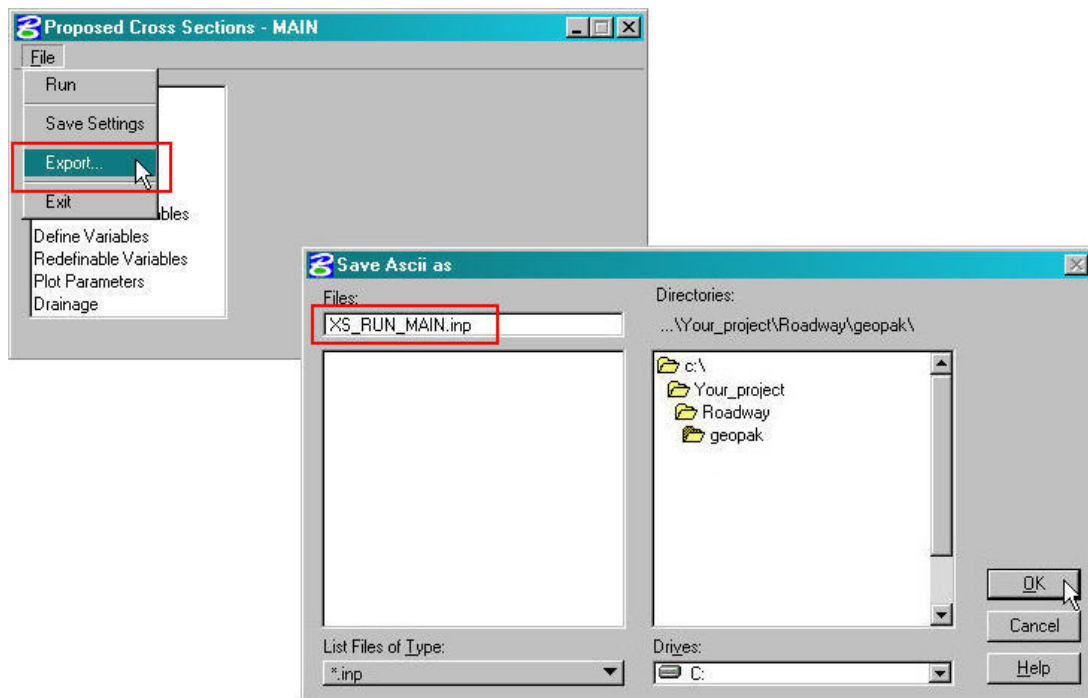 Proposed Cross Sections - MAIN
File
Run
Save Settings
Export...
Exit
bles
Define Variables
Redefinable Variables
Plot Parameters
Drainage
Save Ascii as
Files:
XS_RUN_MAIN.inp
Directories:
...\Your_project\Roadway\geopak\
c:\
Your_project
Roadway
geopak
OK
Cancel
Help
List Files of Type:
*.inp
Drives:
C: